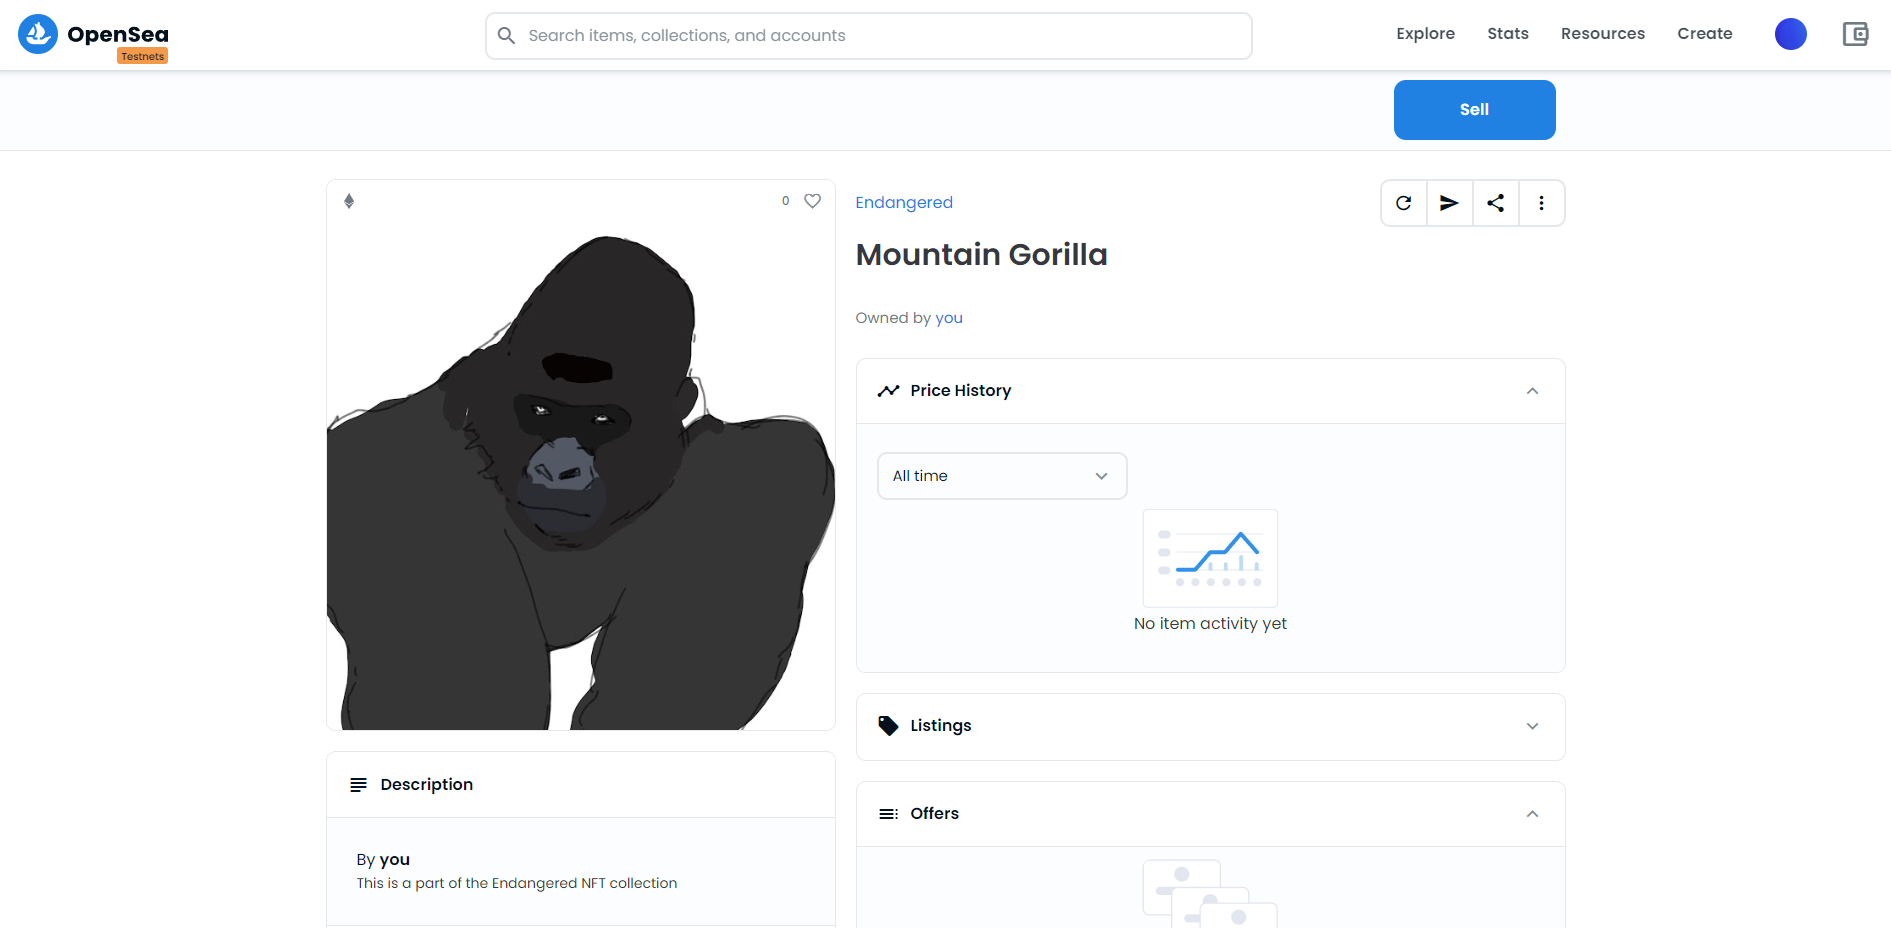 OpenSea
Testnets
Search items, collections, and accounts
Explore
Stats
Resources
Create
Sell
0
Endangered
Mountain Gorilla
Owned by you
Price History
All time
No item activity yet
Listings
Offers
Description
By you
This is a part of the Endangered NFT collection